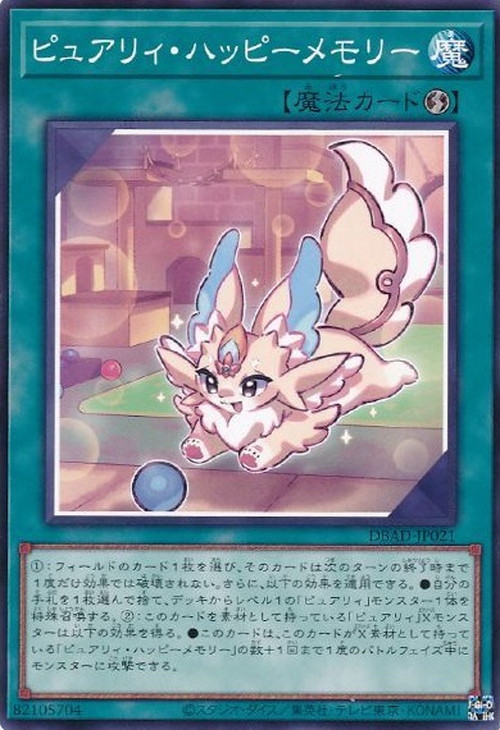 ピュアリィ・ハッピーメモリー 魔
【魔法カード】
DBAD-JP021
①：フィールドのカード１枚を選び、そのカードは次のターンの終了時まで
１度だけ効果では破壊されない。さらに、以下の効果を適用できる。●自分の
手札を１枚選んで捨て、デッキからレベル１の「ピュアリィ」モンスター１体を
特殊召喚する。②：このカードを素材として持っている「ピュアリィ」Ｘモンス
ターは以下の効果を得る。●このカードは、このカードがＸ素材として持って
いる「ピュアリィ・ハッピーメモリー」の数＋１回まで１度のバトルフェイズ中に
モンスターに攻撃できる。
82105704 ©スタジオ・ダイス／集英社・テレビ東京・KONAMI